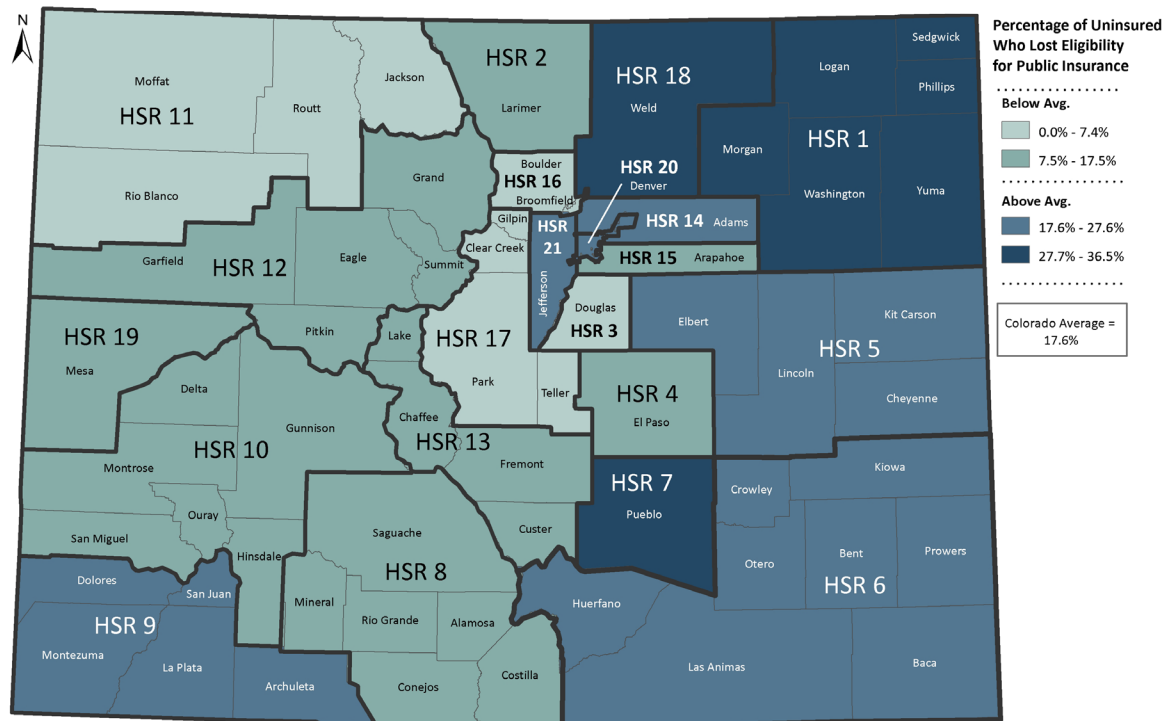 N
Moffat
HSR 11
Routt
Jackson
Rio Blanco
HSR 2
Larimer
HSR 18
Weld
Logan
Sedgwick
Phillips
HSR 1
Morgan
Washington
Yuma
Grand
Boulder
HSR 16
Broomfield
HSR 20
Denver
Gilpin
Clear Creek
HSR
21
Jefferson
HSR 14
Adams
HSR 15
Arapahoe
Garfield
HSR 12
Eagle
Summit
Pitkin
Lake
HSR 19
Mesa
HSR 17
Park
Teller
Douglas
HSR 3
Elbert
HSR 5
Lincoln
Kit Carson
Cheyenne
Delta
Gunnison
HSR 10
Montrose
Ouray
San Miguel
Hinsdale
Chaffee
HSR 13
Fremont
Custer
HSR 4
El Paso
HSR 7
Pueblo
Crowley
Kiowa
Otero
Bent
Prowers
HSR 6
Saguache
HSR 8
Mineral
Rio Grande
Alamosa
Conejos
Costilla
Dolores
San Juan
HSR 9
Montezuma
La Plata
Archuleta
Huerfano
Las Animas
Baca
Percentage of Uninsured
Who Lost Eligibility
for Public Insurance
Below Avg.
0.0% - 7.4%
7.5% - 17.5%
Above Avg.
17.6% - 27.6%
27.7% - 36.5%
Colorado Average =
17.6%